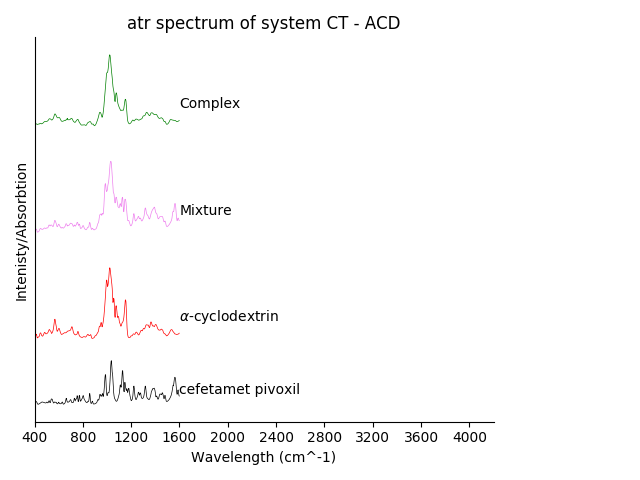 atr spectrum of system CT - ACD
Intenisty/Absorbtion
Complex
Mixture
α-cyclodextrin
cefetamet pivoxil
400 800 1200 1600 2000 2400 2800 3200 3600 4000
Wavelength (cm^-1)